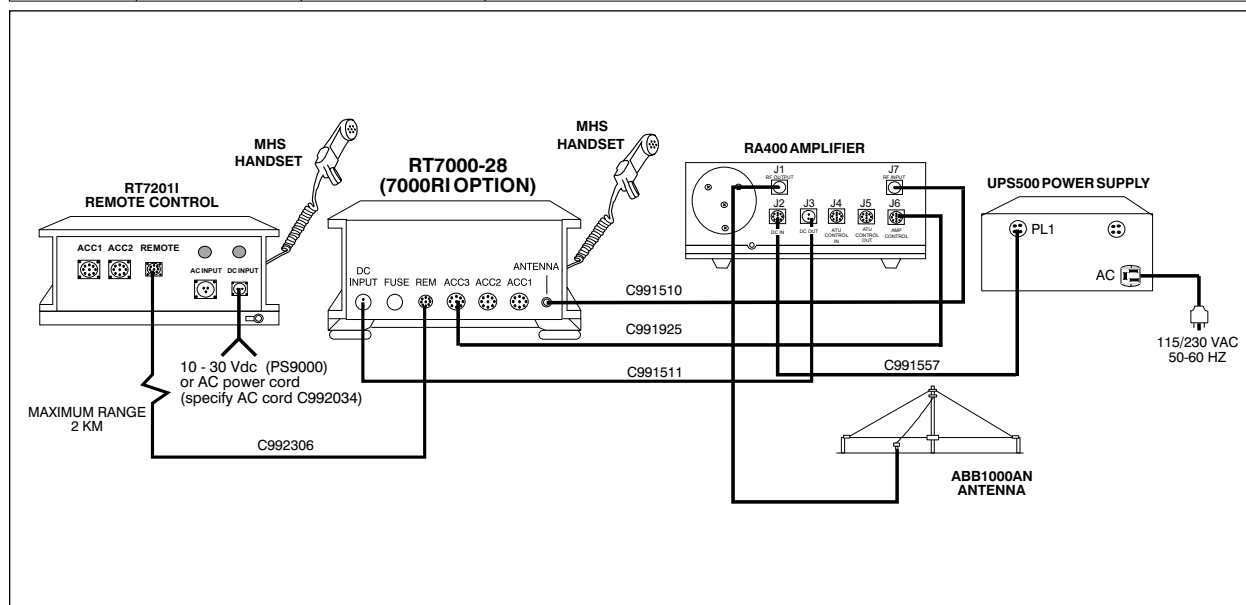 MHS
HANDSET
RT7201I
REMOTE CONTROL
ACC1 ACC2 REMOTE
AC INPUT DC INPUT
10 - 30 Vdc (PS9000)
or AC power cord
(specify AC cord C992034)
MAXIMUM RANGE
2 KM
C992306
MHS
HANDSET
RT7000-28
(7000RI OPTION)
DC
INPUT FUSE REM ACC3 ACC2 ACC1
ANTENNA
C991510
C991925
C991511
C991557
RA400 AMPLIFIER
J1
RF OUTPUT
J7
RF INPUT
J2 J3 J4 J5 J6
DC IN
DC OUT
ATU
CONTROL
IN
ATU
CONTROL
OUT
AMP
CONTROL
UPS500 POWER SUPPLY
PL1
AC
115/230 VAC
50-60 HZ
ABB1000AN
ANTENNA